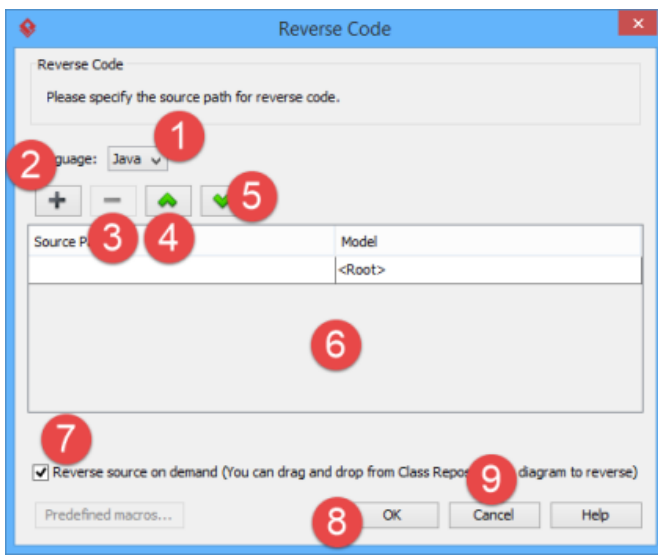 Reverse Code
Reverse Code
Please specify the source path for reverse code.
1
2 guage: Java
3 4 5
Source P Model
<Root>
6
7
Reverse source on demand (You can drag and drop from Class Repos diagram to reverse)
9
Predefined macros... 8 OK Cancel Help